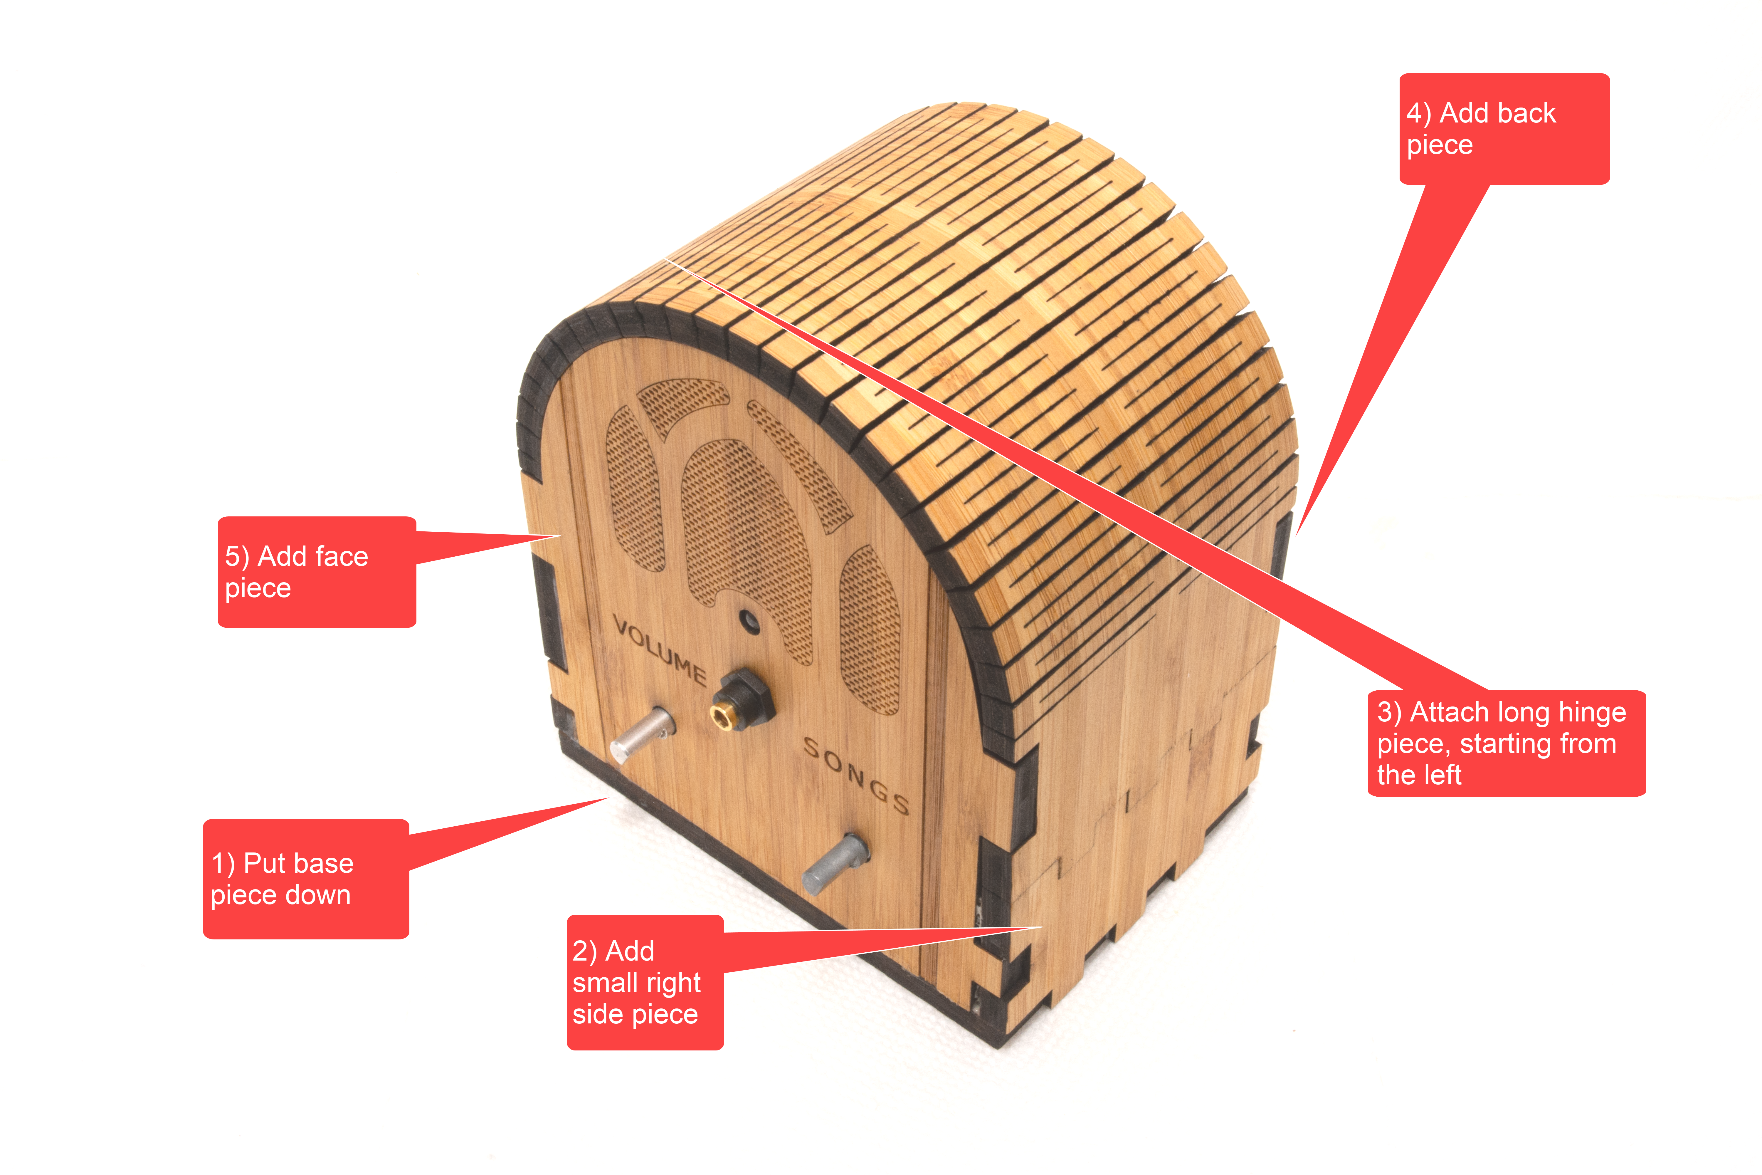 4) Add back
piece
5) Add face
piece
VOLUME
SONGS
3) Attach long hinge
piece, starting from
the left
1) Put base
piece down
2) Add
small right
side piece